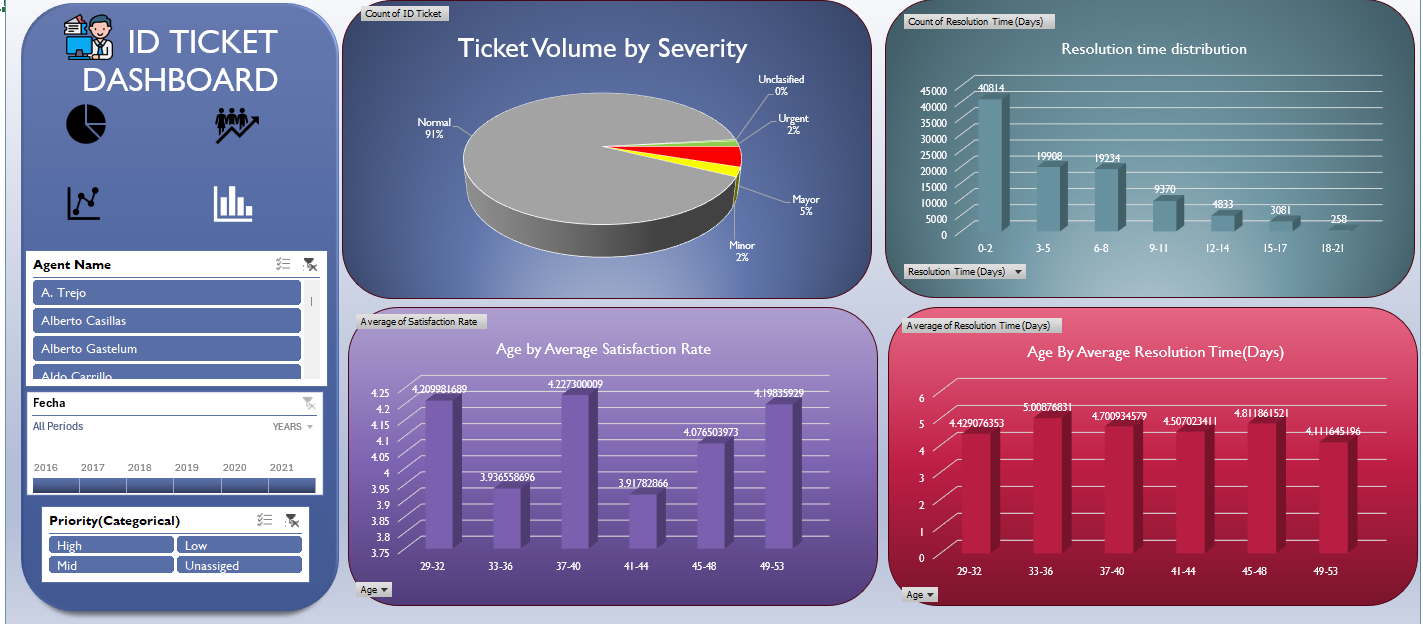 ID TICKET
DASHBOARD
Agent Name
A. Trejo
Alberto Casillas
Alberto Gastelum
Aldo Carrillo
Fecha
All Periods
YEARS
2016 2017 2018 2019 2020 2021
Priority(Categorical)
High Low
Mid Unassiged
Count of ID Ticket
Ticket Volume by Severity
Unclasified
0%
Urgent
2%
Normal
91%
Mayor
5%
Minor
2%
Count of Resolution Time (Days)
Resolution time distribution
45000
40000
35000
30000
25000
20000
15000
10000
5000
0
40814
19908
19234
9370
4833
3081
258
0-2 3-5 6-8 9-11 12-14 15-17 18-21
Resolution Time (Days)
Average of Satisfaction Rate
Age by Average Satisfaction Rate
4.25
4.2
4.15
4.1
4.05
4
3.95
3.9
3.85
3.8
3.75
4.209981689
3.936558696
4.227300009
3.91782866
4.076503973
4.19835929
29-32 33-36 37-40 41-44 45-48 49-53
Age
Average of Resolution Time (Days)
Age By Average Resolution Time(Days)
6
5
4
3
2
1
0
4.429076353
5.00876831
4.700934579
4.507023411
4.811861521
4.111645196
29-32 33-36 37-40 41-44 45-48 49-53
Age